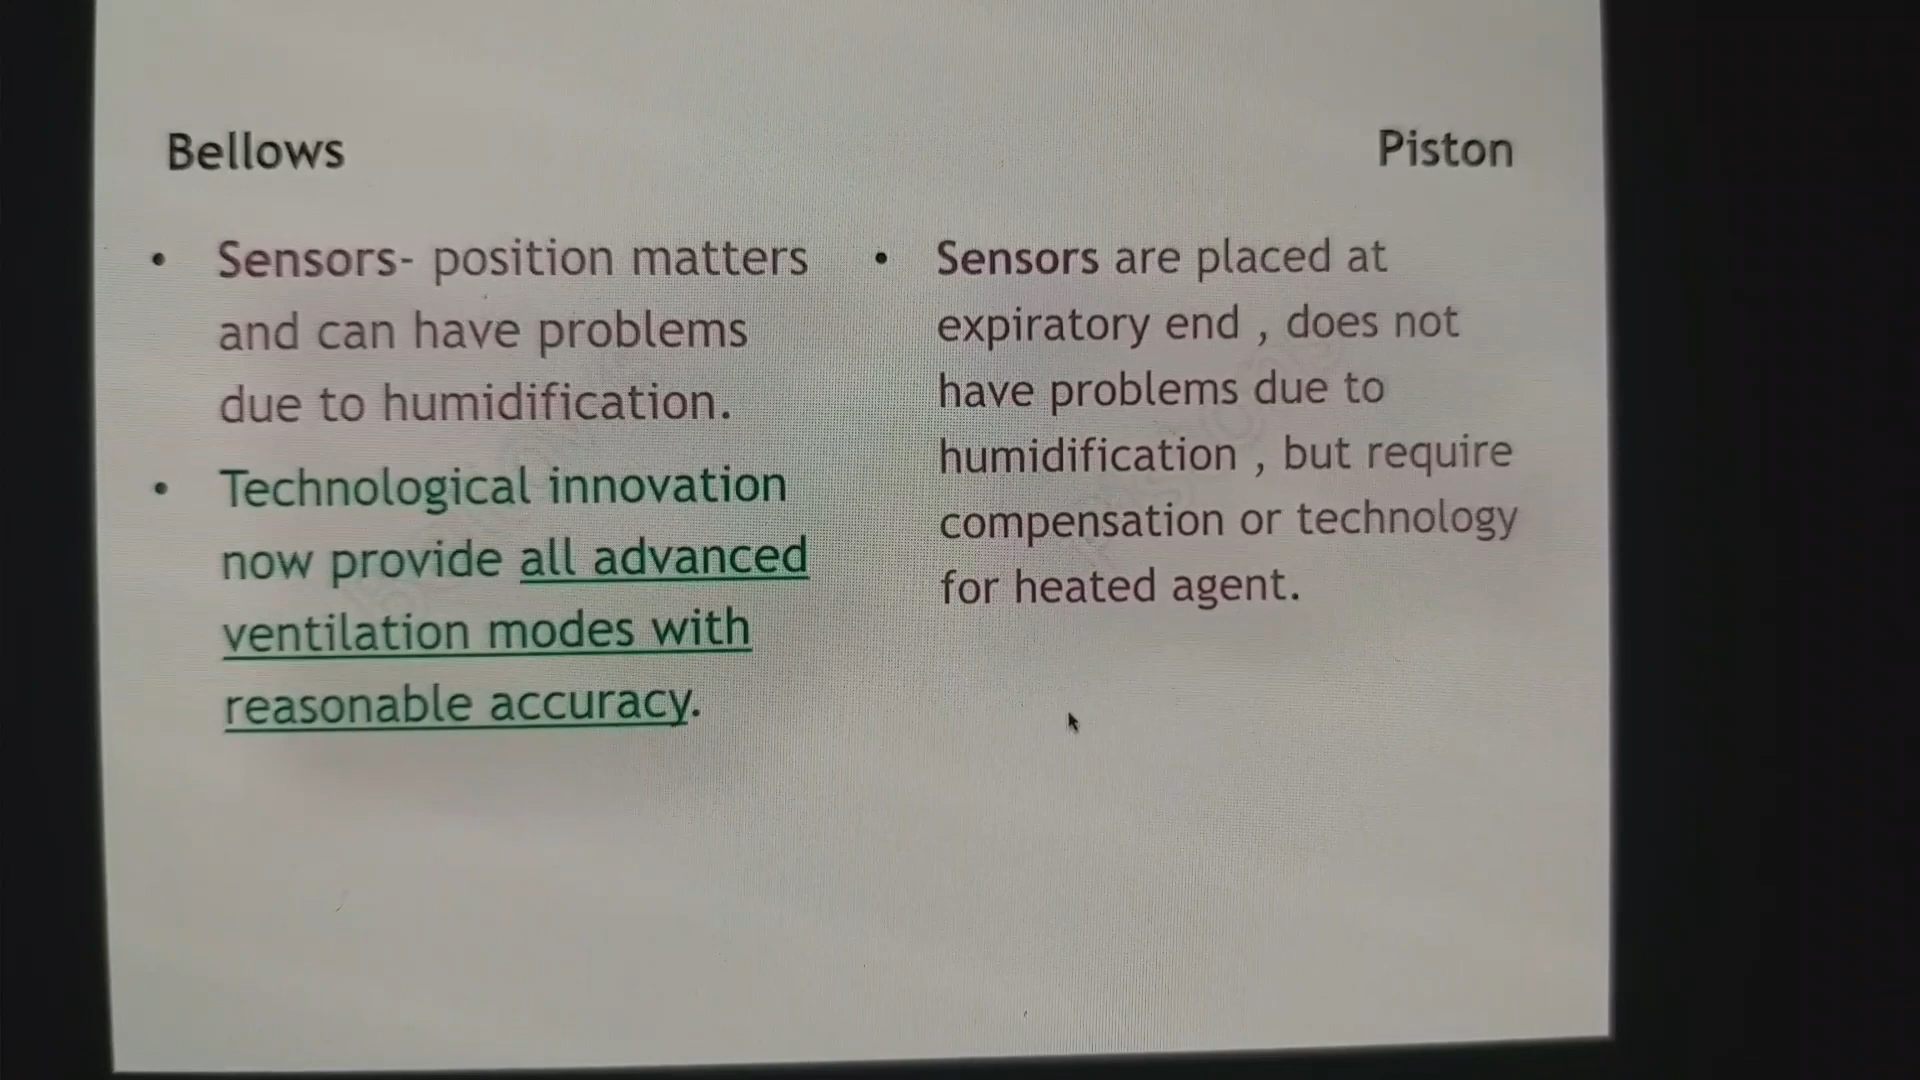 Bellows
Piston
• Sensors- position matters
and can have problems
due to humidification.
• Technological innovation
now provide all advanced
ventilation modes with
reasonable accuracy.
• Sensors are placed at
expiratory end , does not
have problems due to
humidification , but require
compensation or technology
for heated agent.